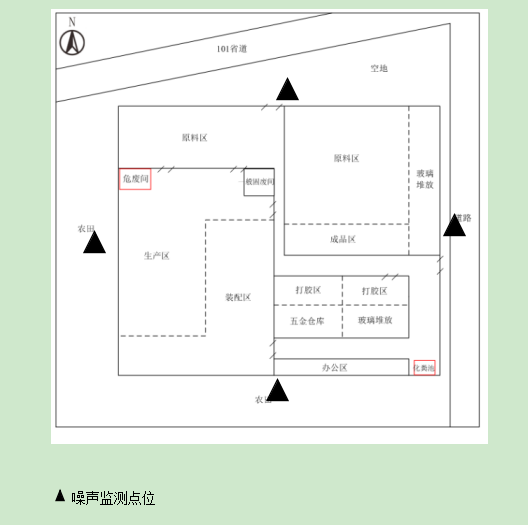 N
101省道
空地
原料区
原料区
危废间
一般固废间
玻璃
堆放
农田
道路
成品区
生产区
装配区
打胶区
打胶区
五金仓库
玻璃堆放
办公区
化粪池
农田
噪声监测点位